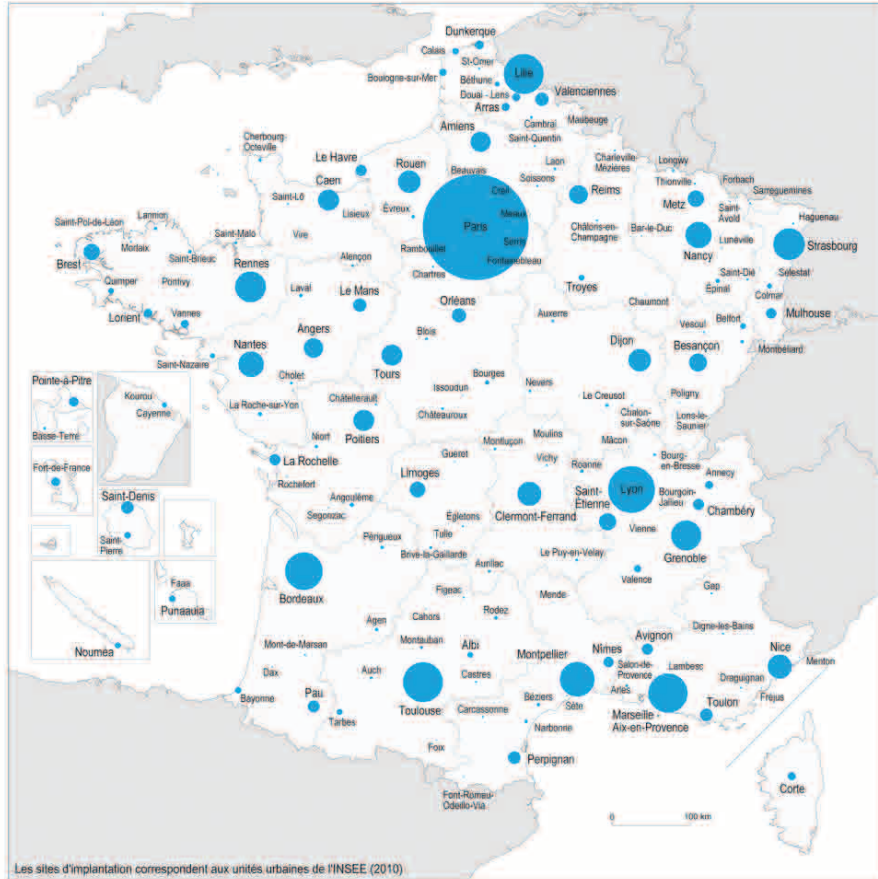 Dunkerque
Calais
St-Omer
Boulogne-sur-Mer
Béthune
Lille
Douai - Lens
Valenciennes
Arras
Cambrai
Maubeuge
Amiens
Saint-Quentin
Cherbourg-
Octeville
Le Havre
Rouen
Beauvais
Laon
Charleville-
Mézières
Longwy
Soissons
Thionville
Forbach
Sarreguemines
Caen
Creil
Reims
Metz
Saint-Lô
Évreux
Meaux
Saint-
Avold
Haguenau
Lisieux
Saint-Pol-de-Léon
Lannion
Vire
Paris
Châlons-en-
Champagne
Bar-le-Duc
Lunéville
Saint-Malo
Serris
Strasbourg
Morlaix
Saint-Brieuc
Rambouillet
Nancy
Brest
Rennes
Alençon
Fontainebleau
Chartres
Saint-Dié
Sélestat
Quimper
Pontivy
Laval
Le Mans
Troyes
Épinal
Colmar
Orléans
Chaumont
Lorient
Vannes
Auxerre
Mulhouse
Angers
Blois
Vesoul
Belfort
Nantes
Dijon
Besançon
Montbéliard
Saint-Nazaire
Tours
Cholet
Bourges
Pointe-à-Pitre
Kourou
Cayenne
Châtellerault
Issoudun
Nevers
Le Creusot
Poligny
La Roche-sur-Yon
Châteauroux
Chalon-
sur-Saône
Lons-le-
Saunier
Basse-Terre
Poitiers
Moulins
Niort
Montluçon
Mâcon
Fort-de-France
La Rochelle
Guéret
Vichy
Roanne
Bourg-
en-Bresse
Limoges
Annecy
Rochefort
Lyon
Saint-Denis
Angoulême
Clermont-Ferrand
Saint-
Étienne
Bourgoin-
Jallieu
Chambéry
Segonzac
Égletons
Vienne
Saint-
Pierre
Périgueux
Tulle
Grenoble
Brive-la-Gaillarde
Le Puy-en-Velay
Aurillac
Valence
Faaa
Bordeaux
Figeac
Mende
Gap
Punaauia
Cahors
Rodez
Agen
Digne-les-Bains
Nouméa
Mont-de-Marsan
Montauban
Albi
Avignon
Montpellier
Nîmes
Nice
Salon-de-
Provence
Lambesc
Menton
Dax
Auch
Castres
Draguignan
Arles
Bayonne
Pau
Toulouse
Béziers
Sète
Toulon
Fréjus
Tarbes
Carcassonne
Marseille -
Aix-en-Provence
Narbonne
Foix
Perpignan
Corte
Font-Romeu-
Odeillo-Via
0 100 km
Les sites d'implantation correspondent aux unités urbaines de l'INSEE (2010)